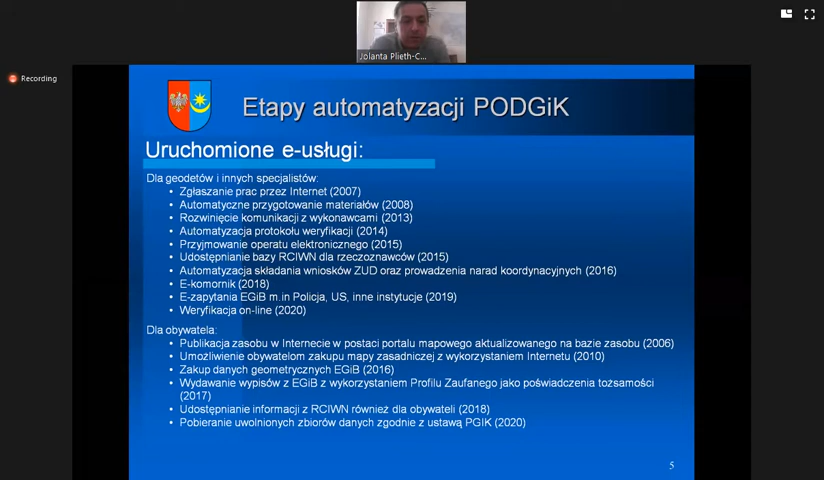 Jolanta Plieth-C...
Recording
Etapy automatyzacji PODGiK
Uruchomione e-usługi:
Dla geodetów i innych specjalistów:
• Zgłaszanie prac przez Internet (2007)
• Automatyczne przygotowanie materiałów (2008)
• Rozwinięcie komunikacji z wykonawcami (2013)
• Automatyzacja protokołu weryfikacji (2014)
• Przyjmowanie operatu elektronicznego (2015)
• Udostępnianie bazy RCIWN dla rzeczoznawców (2015)
• Automatyzacja składania wniosków ZUD oraz prowadzenia narad koordynacyjnych (2016)
• E-komornik (2018)
• E-zapytania EGiB m.in Policja, US, inne instytucje (2019)
• Weryfikacja on-line (2020)
Dla obywatela:
• Publikacja zasobu w Internecie w postaci portalu mapowego aktualizowanego na bazie zasobu (2006)
• Umożliwienie obywatelom zakupu mapy zasadniczej z wykorzystaniem Internetu (2010)
• Zakup danych geometrycznych EGiB (2016)
• Wydawanie wypisów z EGiB z wykorzystaniem Profilu Zaufanego jako poświadczenia tożsamości
(2017)
• Udostępnianie informacji z RCIWN również dla obywateli (2018)
• Pobieranie uwolnionych zbiorów danych zgodnie z ustawą PGIK (2020)
5